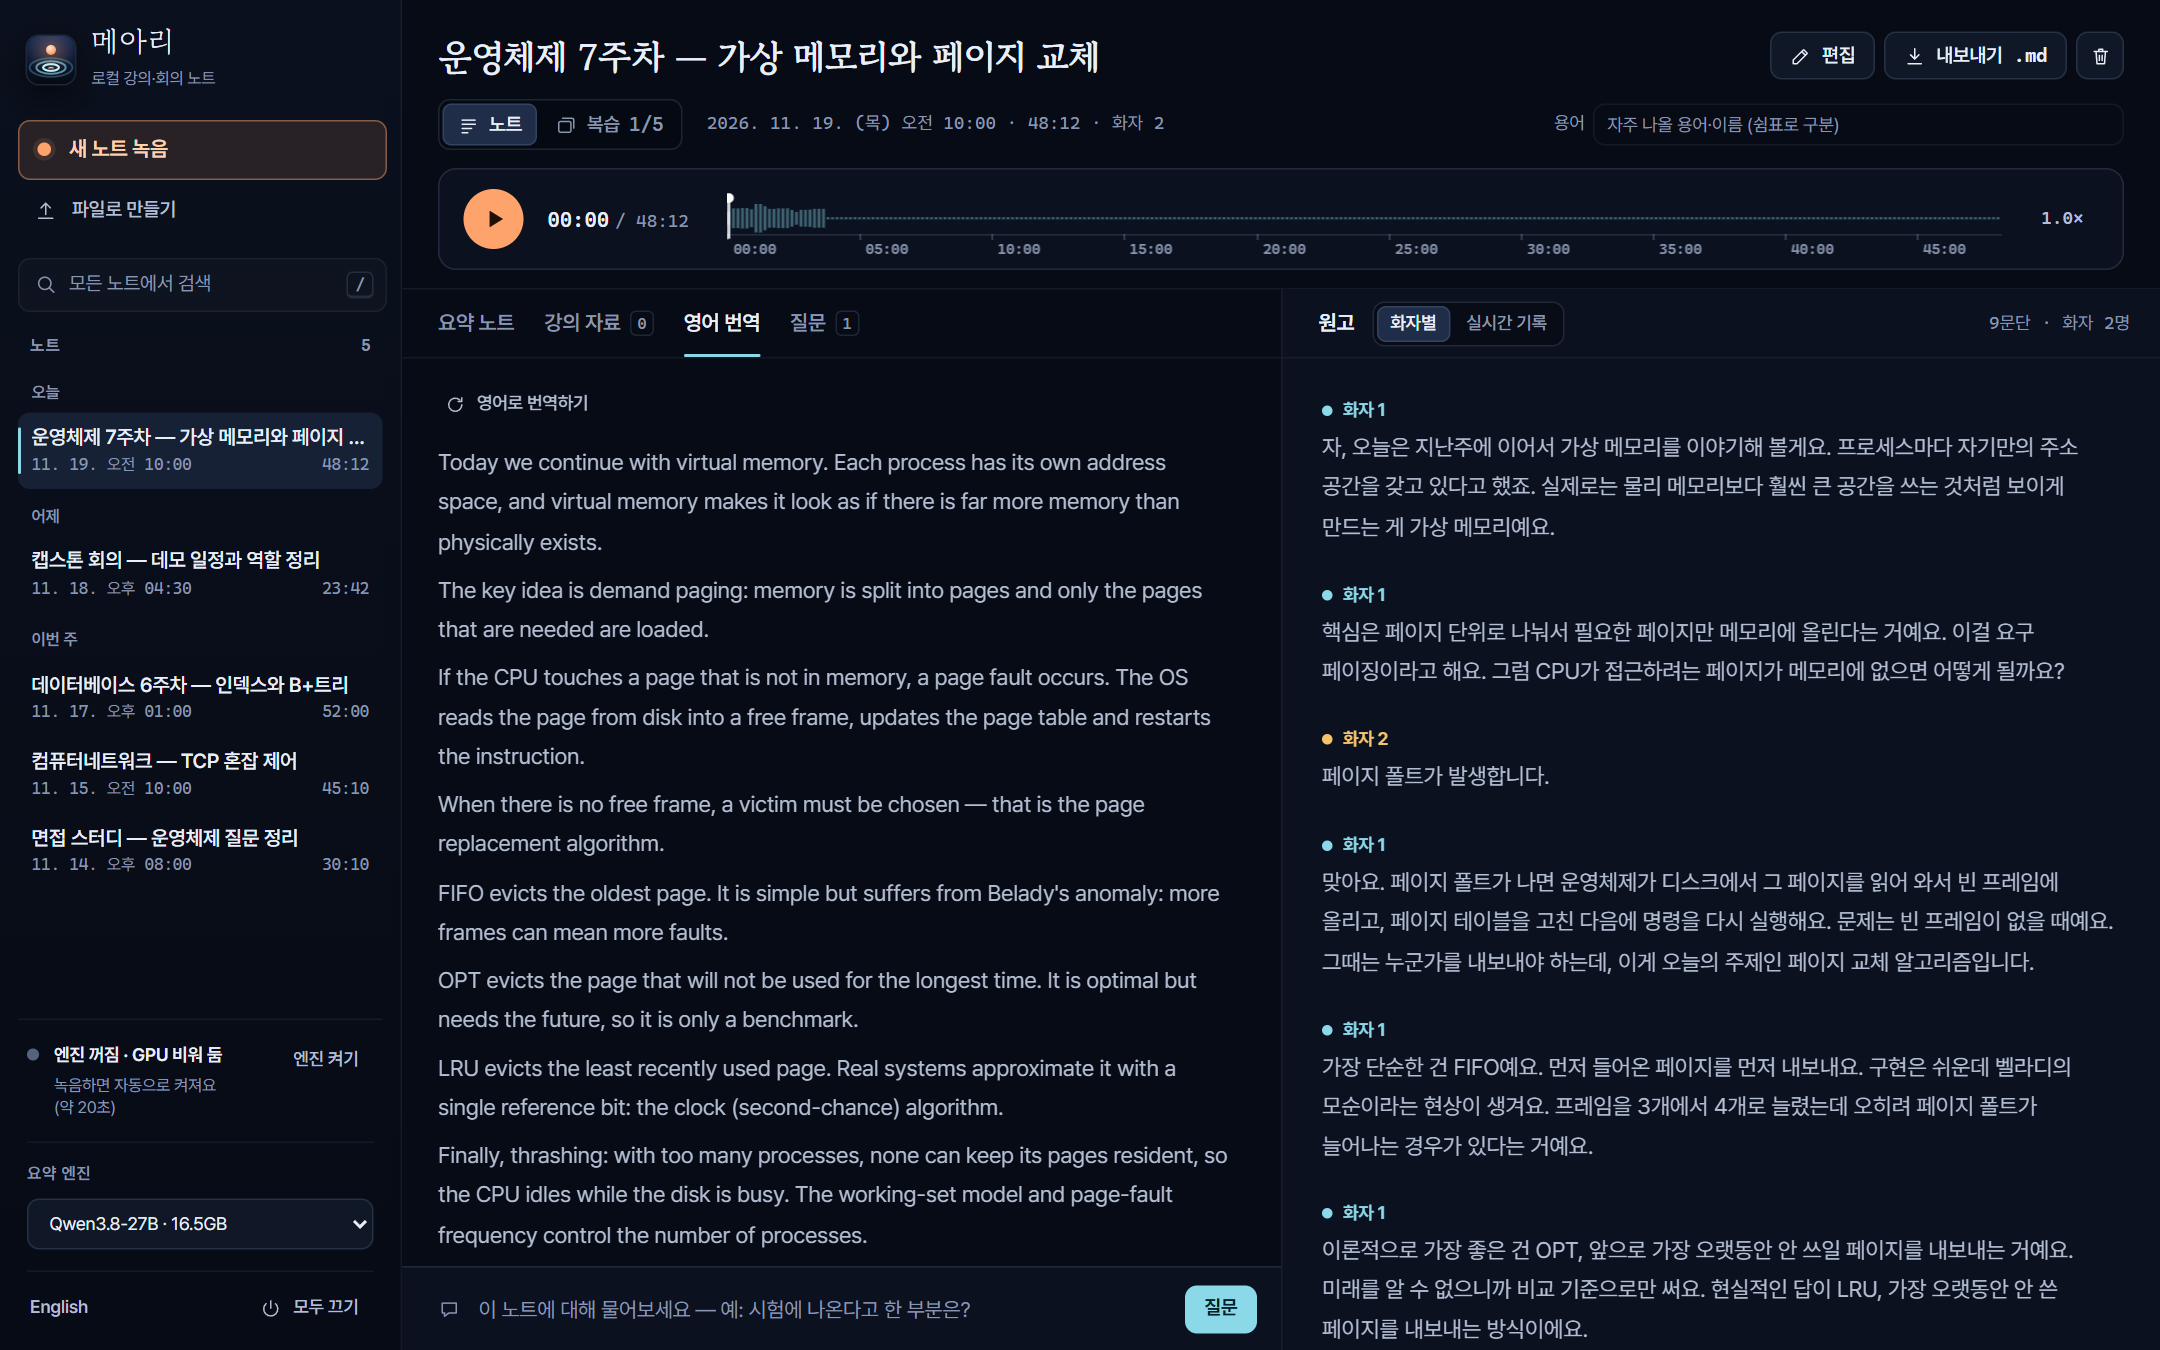 메아리
로컬 강의·회의 노트
새 노트 녹음
파일로 만들기
모든 노트에서 검색 /
노트 5
오늘
운영체제 7주차 — 가상 메모리와 페이지 ...
11. 19. 오전 10:00 48:12
어제
캡스톤 회의 — 데모 일정과 역할 정리
11. 18. 오후 04:30 23:42
이번 주
데이터베이스 6주차 — 인덱스와 B+트리
11. 17. 오후 01:00 52:00
컴퓨터네트워크 — TCP 혼잡 제어
11. 15. 오전 10:00 45:10
면접 스터디 — 운영체제 질문 정리
11. 14. 오후 08:00 30:10
엔진 꺼짐 · GPU 비워 둠 엔진 켜기
녹음하면 자동으로 켜져요
(약 20초)
요약 엔진
Qwen3.8-27B · 16.5GB
English 모두 끄기
운영체제 7주차 — 가상 메모리와 페이지 교체
편집 내보내기 .md
노트 복습 1/5 2026. 11. 19. (목) 오전 10:00 · 48:12 · 화자 2
용어 자주 나올 용어·이름 (쉼표로 구분)
00:00 / 48:12
00:00 05:00 10:00 15:00 20:00 25:00 30:00 35:00 40:00 45:00
1.0×
요약 노트 강의 자료 0 영어 번역 질문 1
영어로 번역하기
Today we continue with virtual memory. Each process has its own address
space, and virtual memory makes it look as if there is far more memory than
physically exists.
The key idea is demand paging: memory is split into pages and only the pages
that are needed are loaded.
If the CPU touches a page that is not in memory, a page fault occurs. The OS
reads the page from disk into a free frame, updates the page table and restarts
the instruction.
When there is no free frame, a victim must be chosen — that is the page
replacement algorithm.
FIFO evicts the oldest page. It is simple but suffers from Belady's anomaly: more
frames can mean more faults.
OPT evicts the page that will not be used for the longest time. It is optimal but
needs the future, so it is only a benchmark.
LRU evicts the least recently used page. Real systems approximate it with a
single reference bit: the clock (second-chance) algorithm.
Finally, thrashing: with too many processes, none can keep its pages resident, so
the CPU idles while the disk is busy. The working-set model and page-fault
frequency control the number of processes.
이 노트에 대해 물어보세요 — 예: 시험에 나온다고 한 부분은? 질문
원고 화자별 실시간 기록 9문단 · 화자 2명
화자 1
자, 오늘은 지난주에 이어서 가상 메모리를 이야기해 볼게요. 프로세스마다 자기만의 주소
공간을 갖고 있다고 했죠. 실제로는 물리 메모리보다 훨씬 큰 공간을 쓰는 것처럼 보이게
만드는 게 가상 메모리예요.
화자 1
핵심은 페이지 단위로 나눠서 필요한 페이지만 메모리에 올린다는 거예요. 이걸 요구
페이징이라고 해요. 그럼 CPU가 접근하려는 페이지가 메모리에 없으면 어떻게 될까요?
화자 2
페이지 폴트가 발생합니다.
화자 1
맞아요. 페이지 폴트가 나면 운영체제가 디스크에서 그 페이지를 읽어 와서 빈 프레임에
올리고, 페이지 테이블을 고친 다음에 명령을 다시 실행해요. 문제는 빈 프레임이 없을 때예요.
그때는 누군가를 내보내야 하는데, 이게 오늘의 주제인 페이지 교체 알고리즘입니다.
화자 1
가장 단순한 건 FIFO예요. 먼저 들어온 페이지를 먼저 내보내요. 구현은 쉬운데 벨라디의
모순이라는 현상이 생겨요. 프레임을 3개에서 4개로 늘렸는데 오히려 페이지 폴트가
늘어나는 경우가 있다는 거예요.
화자 1
이론적으로 가장 좋은 건 OPT, 앞으로 가장 오랫동안 안 쓰일 페이지를 내보내는 거예요.
미래를 알 수 없으니까 비교 기준으로만 써요. 현실적인 답이 LRU, 가장 오랫동안 안 쓴
페이지를 내보내는 방식이에요.